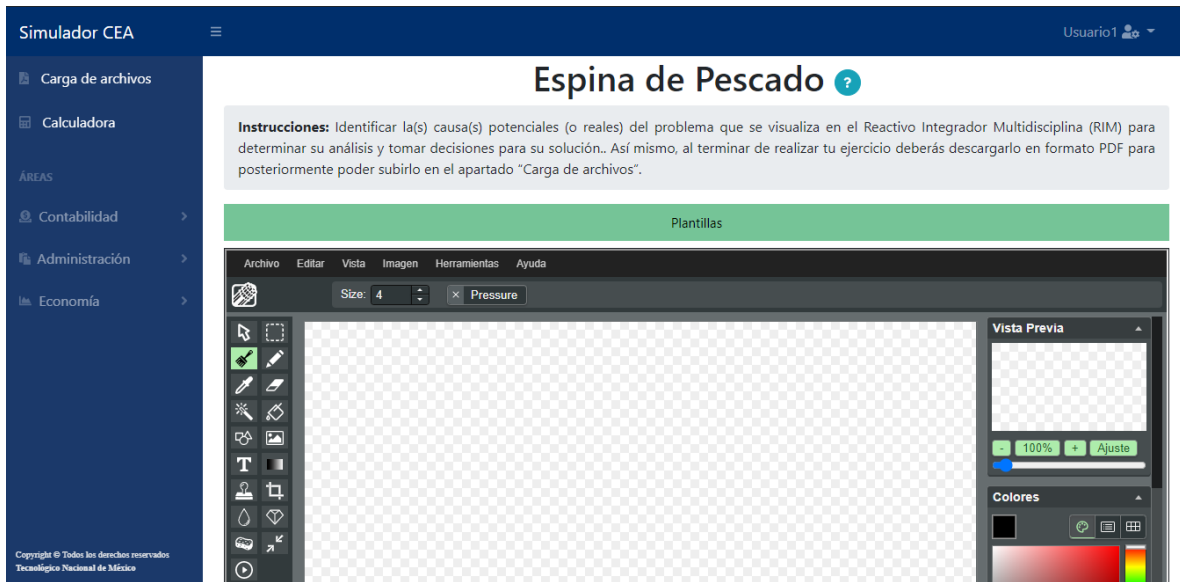 Simulador CEA
Usuario1
Carga de archivos
Calculadora
ÁREAS
Contabilidad
Administración
Economía
Copyright © Todos los derechos reservados
Tecnológico Nacional de México
Espina de Pescado ?
Instrucciones: Identificar la(s) causa(s) potenciales (o reales) del problema que se visualiza en el Reactivo Integrador Multidisciplina (RIM) para
determinar su análisis y tomar decisiones para su solución.. Así mismo, al terminar de realizar tu ejercicio deberás descargarlo en formato PDF para
posteriormente poder subirlo en el apartado “Carga de archivos”.
Plantillas
Archivo Editar Vista Imagen Herramientas Ayuda
Size: 4 × Pressure
T
Vista Previa
- 100% + Ajuste
Colores